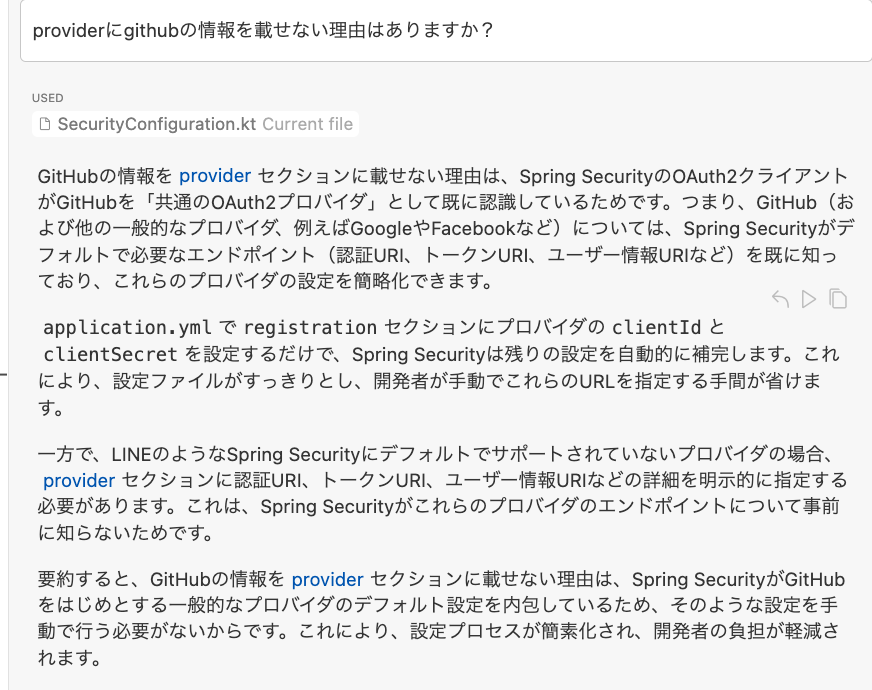 providerにgithubの情報を載せない理由はありますか？
USED
SecurityConfiguration.kt Current file
GitHubの情報を provider セクションに載せない理由は、Spring SecurityのOAuth2クライアント
がGitHubを「共通のOAuth2プロバイダ」として既に認識しているためです。つまり、GitHub（お
よび他の一般的なプロバイダ、例えばGoogleやFacebookなど）については、Spring Securityがデ
フォルトで必要なエンドポイント（認証URI、トークンURI、ユーザー情報URIなど）を既に知っ
ており、これらのプロバイダの設定を簡略化できます。
application.yml で registration セクションにプロバイダの clientId と
clientSecret を設定するだけで、Spring Securityは残りの設定を自動的に補完します。これ
により、設定ファイルがすっきりとし、開発者が手動でこれらのURLを指定する手間が省けま
す。
一方で、LINEのようなSpring Securityにデフォルトでサポートされていないプロバイダの場合、
provider セクションに認証URI、トークンURI、ユーザー情報URIなどの詳細を明示的に指定する
必要があります。これは、Spring Securityがこれらのプロバイダのエンドポイントについて事前
に知らないためです。
要約すると、GitHubの情報を provider セクションに載せない理由は、Spring SecurityがGitHub
をはじめとする一般的なプロバイダのデフォルト設定を内包しているため、そのような設定を手
動で行う必要がないからです。これにより、設定プロセスが簡素化され、開発者の負担が軽減さ
れます。